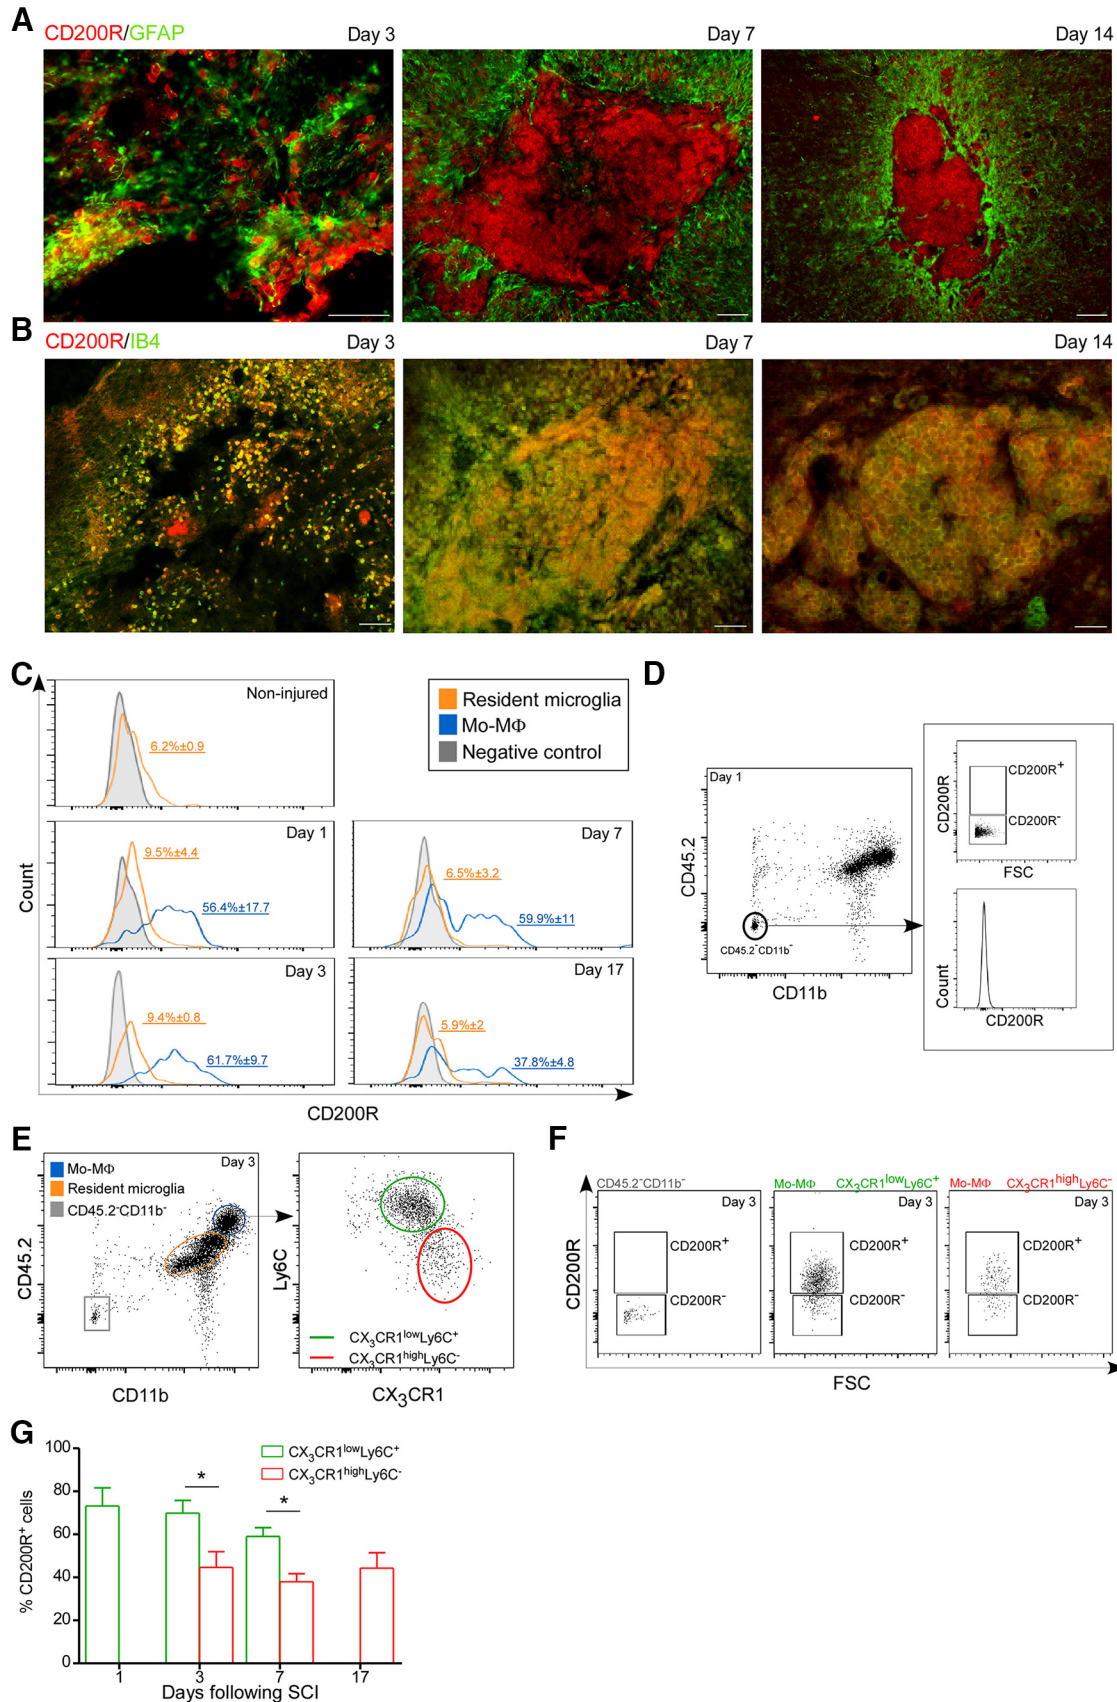 A
CD200R/GFAP Day 3 Day 7 Day 14
B
CD200R/IB4 Day 3 Day 7 Day 14
C
Non-injured
6.2%±0.9
Resident microglia
Mo-MΦ
Negative control
Day 1
9.5%±4.4
56.4%±17.7
Day 7
6.5%±3.2
59.9%±11
Day 3
9.4%±0.8
61.7%±9.7
Day 17
5.9%±2
37.8%±4.8
Count
CD200R
D
Day 1
CD45.2
CD45.2⁻CD11b⁻
CD11b
CD200R
CD200R⁺
CD200R⁻
FSC
Count
CD200R
E
Day 3
Mo-MΦ
Resident microglia
CD45.2⁻CD11b⁻
CD45.2
CD11b
Ly6C
CX₃CR1ˡᵒʷLy6C⁺
CX₃CR1ʰⁱᵍʰLy6C⁻
CX₃CR1
F
CD45.2⁻CD11b⁻ Mo-MΦ CX₃CR1ˡᵒʷLy6C⁺ Mo-MΦ CX₃CR1ʰⁱᵍʰLy6C⁻
Day 3 Day 3 Day 3
CD200R⁺ CD200R⁺ CD200R⁺
CD200R⁻ CD200R⁻ CD200R⁻
CD200R
FSC
G
CX₃CR1ˡᵒʷLy6C⁺
CX₃CR1ʰⁱᵍʰLy6C⁻
% CD200R⁺ cells
100
80
60
40
20
0
* *
1 3 7 17
Days following SCI